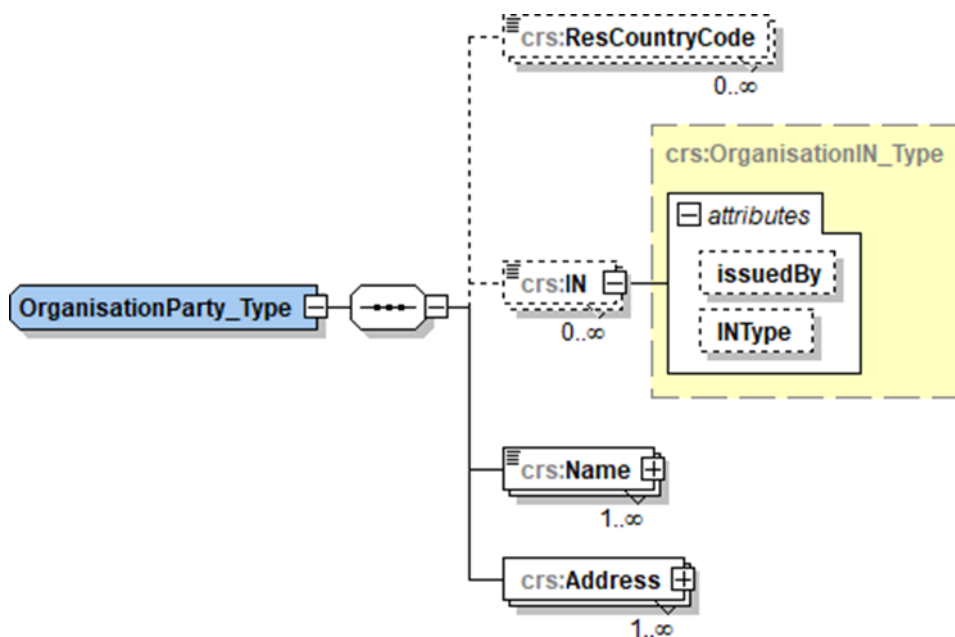 crs:ResCountryCode
0..∞
crs:OrganisationIN_Type
attributes
issuedBy
crs:IN
INType
0..∞
OrganisationParty_Type
crs:Name
1..∞
crs:Address
1..∞